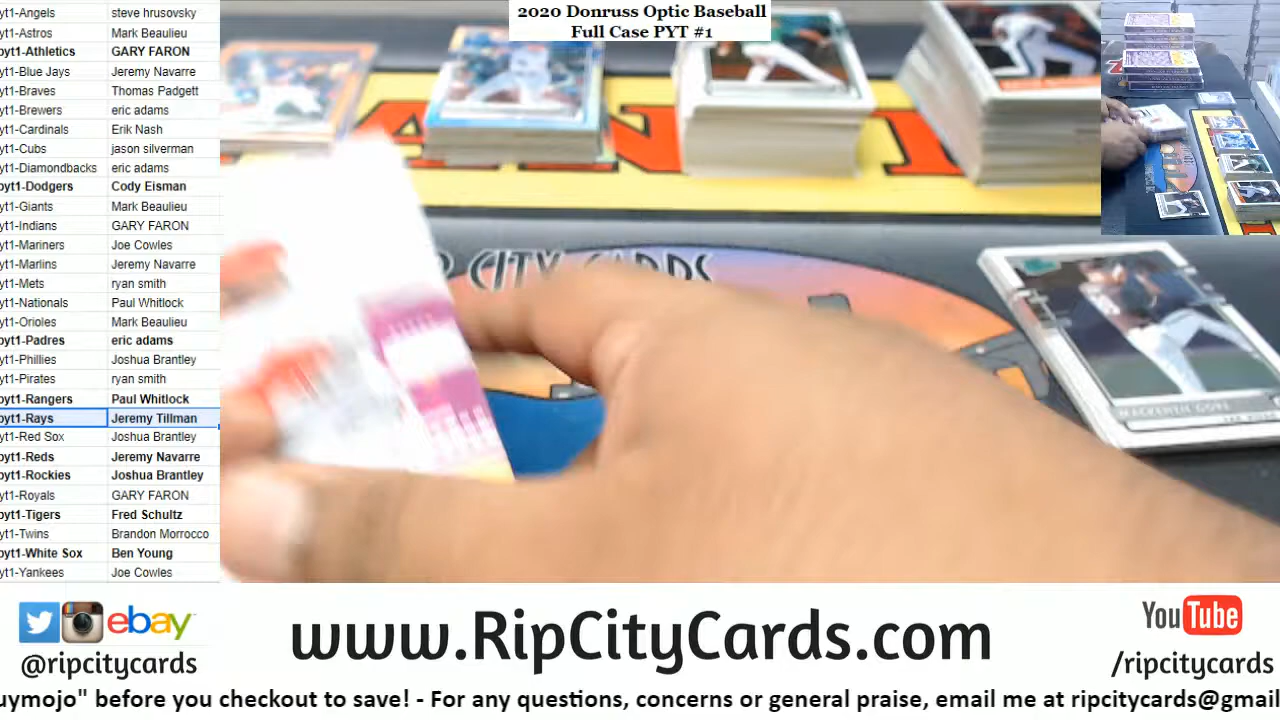 2020 Donruss Optic Baseball
Full Case PYT #1
yt1-Angels steve hrusovsky
yt1-Astros Mark Beaulieu
pyt1-Athletics GARY FARON
yt1-Blue Jays Jeremy Navarre
yt1-Braves Thomas Padgett
yt1-Brewers eric adams
yt1-Cardinals Erik Nash
yt1-Cubs jason silverman
yt1-Diamondbacks eric adams
pyt1-Dodgers Cody Eisman
yt1-Giants Mark Beaulieu
yt1-Indians GARY FARON
yt1-Mariners Joe Cowles
yt1-Marlins Jeremy Navarre
yt1-Mets ryan smith
yt1-Nationals Paul Whitlock
yt1-Orioles Mark Beaulieu
pyt1-Padres eric adams
yt1-Phillies Joshua Brantley
yt1-Pirates ryan smith
pyt1-Rangers Paul Whitlock
pyt1-Rays Jeremy Tillman
yt1-Red Sox Joshua Brantley
pyt1-Reds Jeremy Navarre
pyt1-Rockies Joshua Brantley
yt1-Royals GARY FARON
pyt1-Tigers Fred Schultz
yt1-Twins Brandon Morrocco
pyt1-White Sox Ben Young
yt1-Yankees Joe Cowles
CITY CARDS
MACKENZIE GORE
ebay
@ripcitycards
www.RipCityCards.com
YouTube
/ripcitycards
uymojo" before you checkout to save! - For any questions, concerns or general praise, email me at ripcitycards@gmail